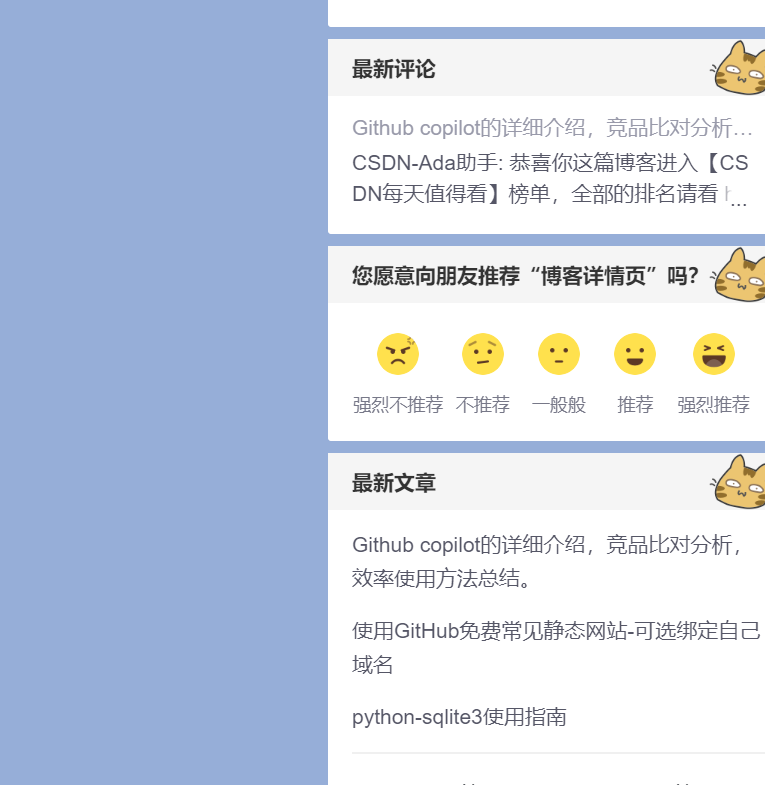 最新评论
Github copilot的详细介绍，竞品比对分析...
CSDN-Ada助手: 恭喜你这篇博客进入【CS
DN每天值得看】榜单，全部的排名请看 ...
您愿意向朋友推荐“博客详情页”吗？
强烈不推荐 不推荐 一般般 推荐 强烈推荐
最新文章
Github copilot的详细介绍，竞品比对分析，
效率使用方法总结。
使用GitHub免费常见静态网站-可选绑定自己
域名
python-sqlite3使用指南